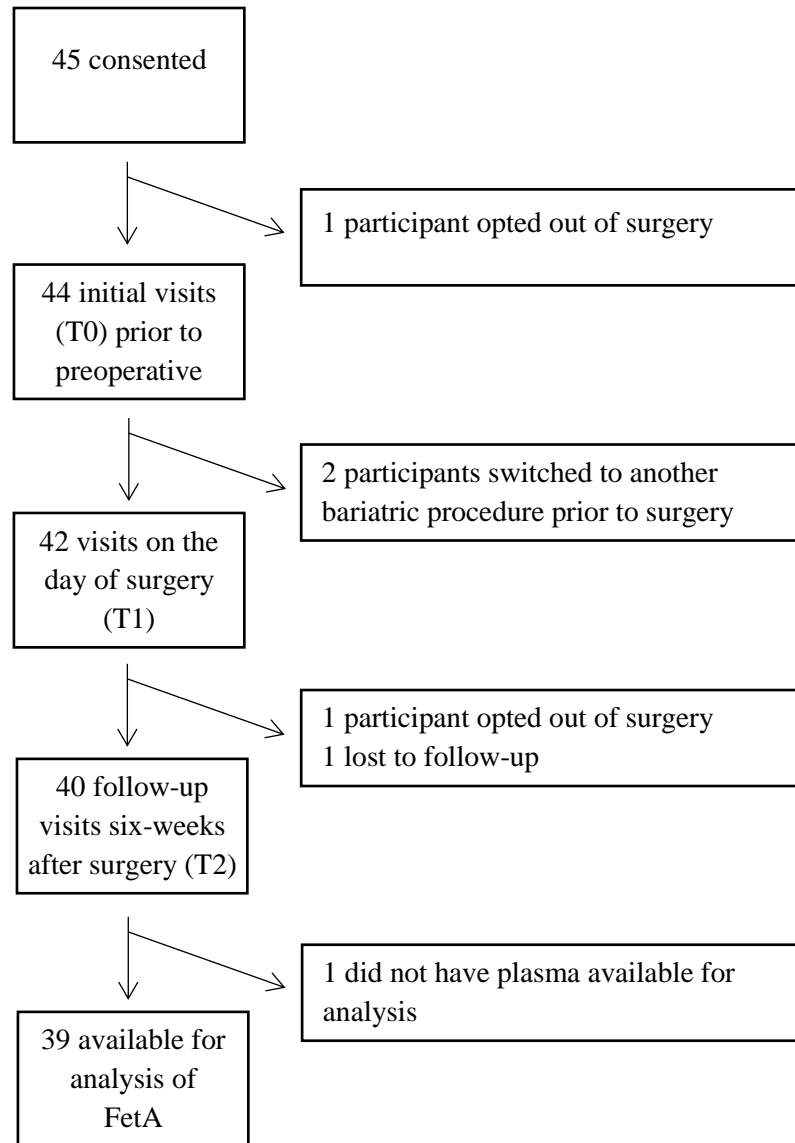 45 consented
1 participant opted out of surgery
44 initial visits
(T0) prior to
preoperative
2 participants switched to another
bariatric procedure prior to surgery
42 visits on the
day of surgery
(T1)
1 participant opted out of surgery
1 lost to follow-up
40 follow-up
visits six-weeks
after surgery (T2)
1 did not have plasma available for
analysis
39 available for
analysis of
FetA